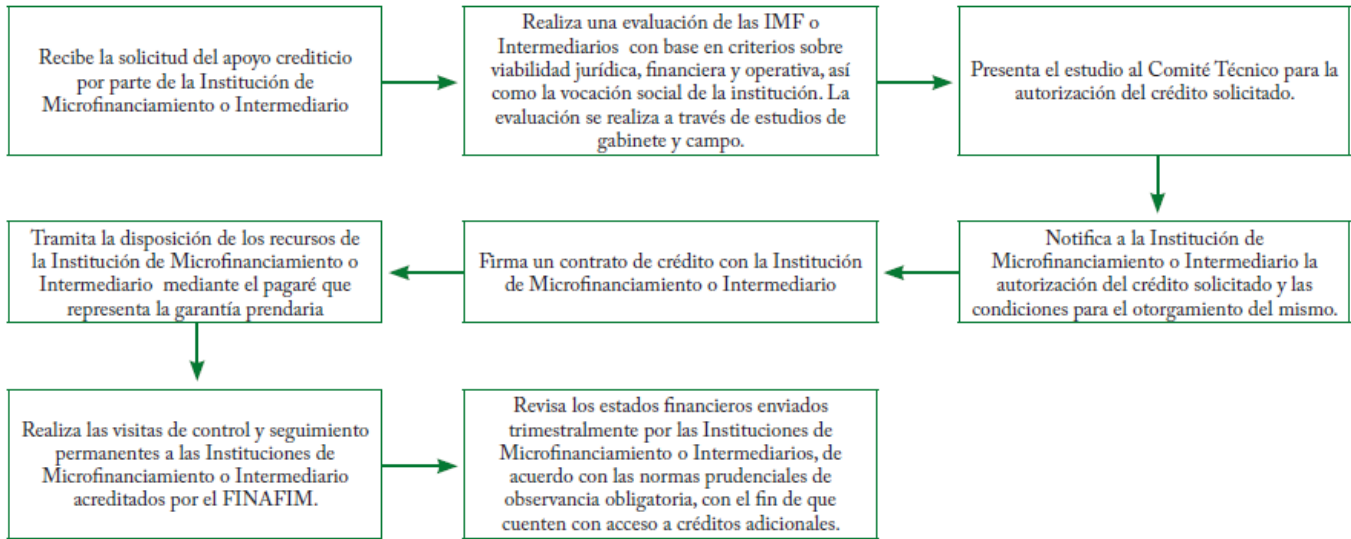 Recibe la solicitud del apoyo crediticio
por parte de la Institución de
Microfinanciamiento o Intermediario
Realiza una evaluación de las IMF o
Intermediarios con base en criterios sobre
viabilidad jurídica, financiera y operativa, así
como la vocación social de la institución. La
evaluación se realiza a través de estudios de
gabinete y campo.
Presenta el estudio al Comité Técnico para la
autorización del crédito solicitado.
Notifica a la Institución de
Microfinanciamiento o Intermediario la
autorización del crédito solicitado y las
condiciones para el otorgamiento del mismo.
Firma un contrato de crédito con la Institución
de Microfinanciamiento o Intermediario
Tramita la disposición de los recursos de
la Institución de Microfinanciamiento o
Intermediario mediante el pagaré que
representa la garantía prendaria
Realiza las visitas de control y seguimiento
permanentes a las Instituciones de
Microfinanciamiento o Intermediario
acreditados por el FINAFIM.
Revisa los estados financieros enviados
trimestralmente por las Instituciones de
Microfinanciamiento o Intermediarios, de
acuerdo con las normas prudenciales de
observancia obligatoria, con el fin de que
cuenten con acceso a créditos adicionales.